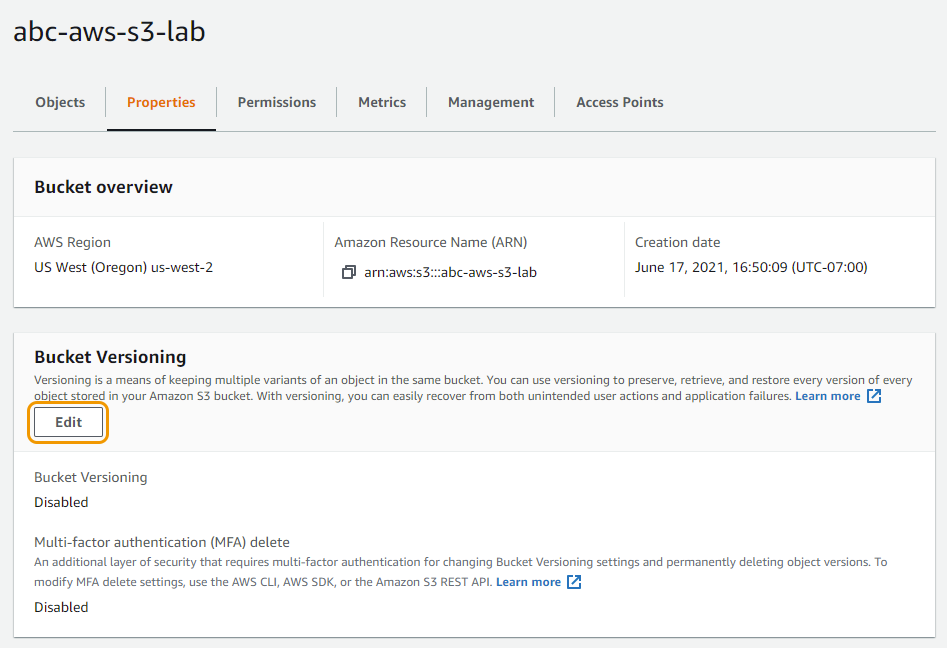 abc-aws-s3-lab
Objects
Properties
Permissions
Metrics
Management
Access Points
Bucket overview
AWS Region
US West (Oregon) us-west-2
Amazon Resource Name (ARN)
arn:aws:s3:::abc-aws-s3-lab
Creation date
June 17, 2021, 16:50:09 (UTC-07:00)
Bucket Versioning
Versioning is a means of keeping multiple variants of an object in the same bucket. You can use versioning to preserve, retrieve, and restore every version of every
object stored in your Amazon S3 bucket. With versioning, you can easily recover from both unintended user actions and application failures. Learn more
Edit
Bucket Versioning
Disabled
Multi-factor authentication (MFA) delete
An additional layer of security that requires multi-factor authentication for changing Bucket Versioning settings and permanently deleting object versions. To
modify MFA delete settings, use the AWS CLI, AWS SDK, or the Amazon S3 REST API. Learn more
Disabled